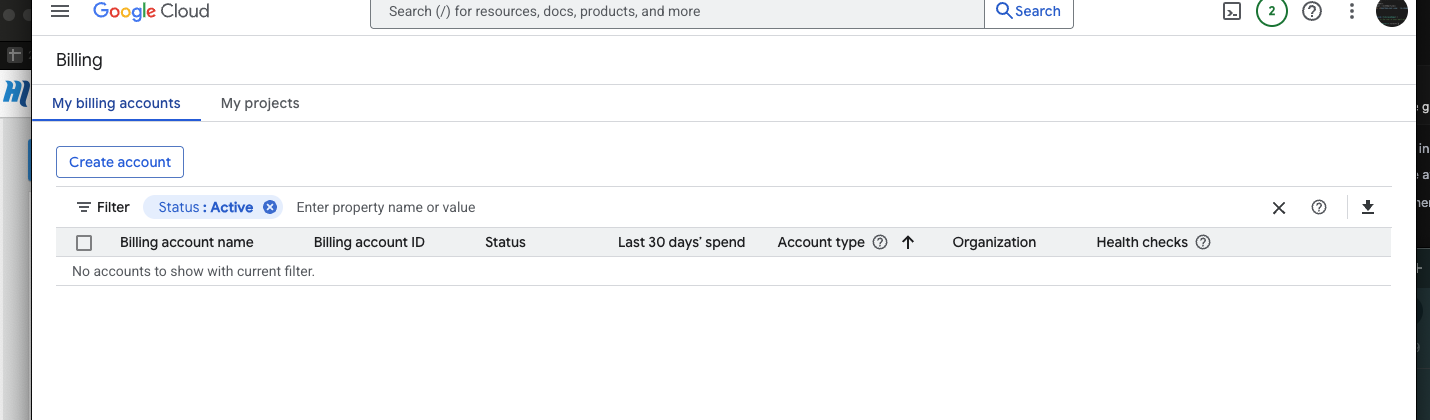 Google Cloud
Search (/) for resources, docs, products, and more
Search
2
Billing
My billing accounts
My projects
Create account
Filter
Status : Active
Enter property name or value
Billing account name
Billing account ID
Status
Last 30 days' spend
Account type
Organization
Health checks
No accounts to show with current filter.